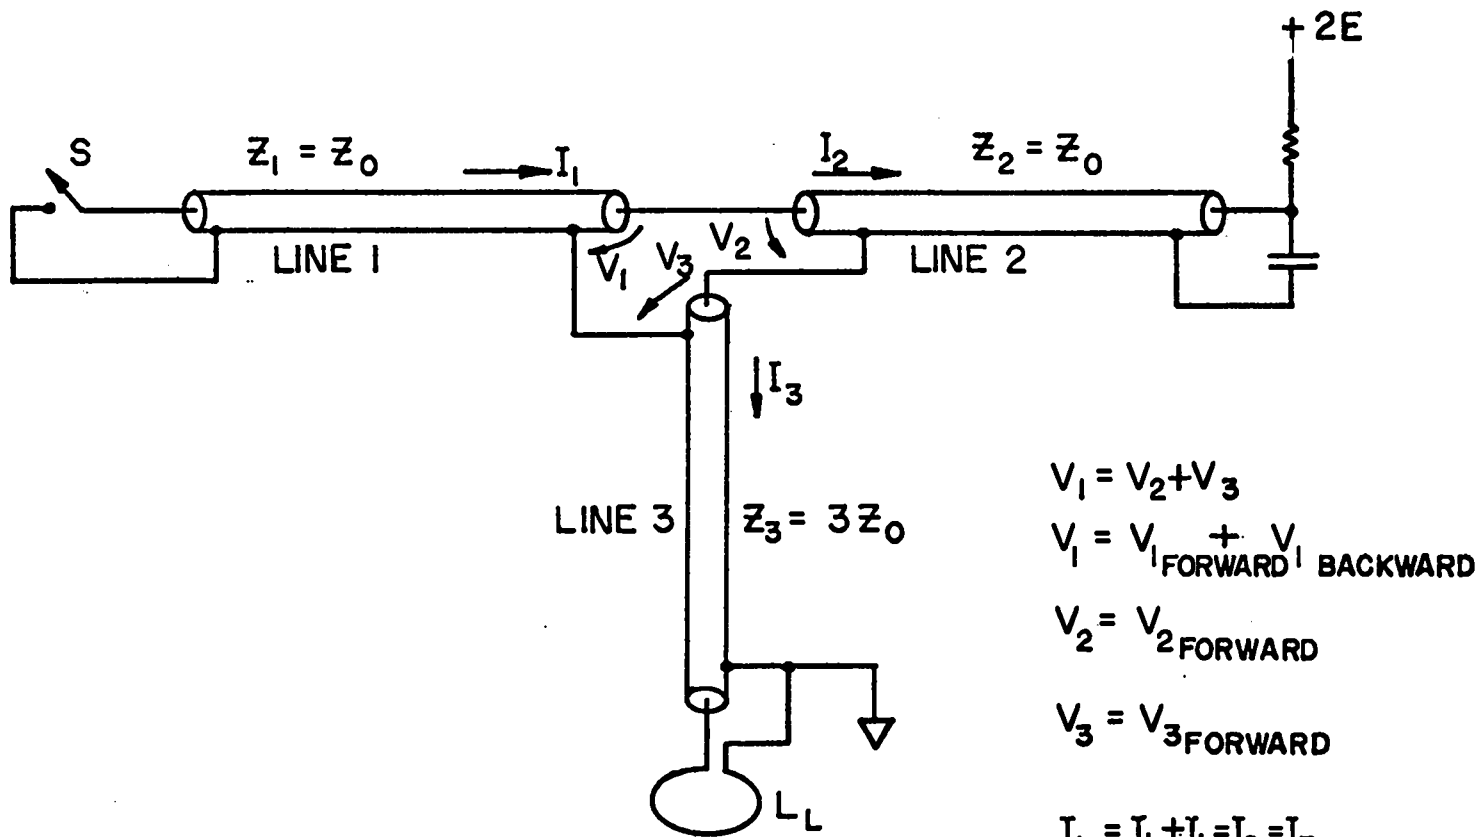 + 2E
S
Z₁ = Z₀
I₁
I₂
Z₂ = Z₀
LINE 1
V₁
V₃
V₂
LINE 2
I₃
LINE 3
Z₃ = 3Z₀
L_L
V₁ = V₂+V₃
V₁ = V₁ FORWARD + V₁ BACKWARD
V₂ = V₂ FORWARD
V₃ = V₃ FORWARD